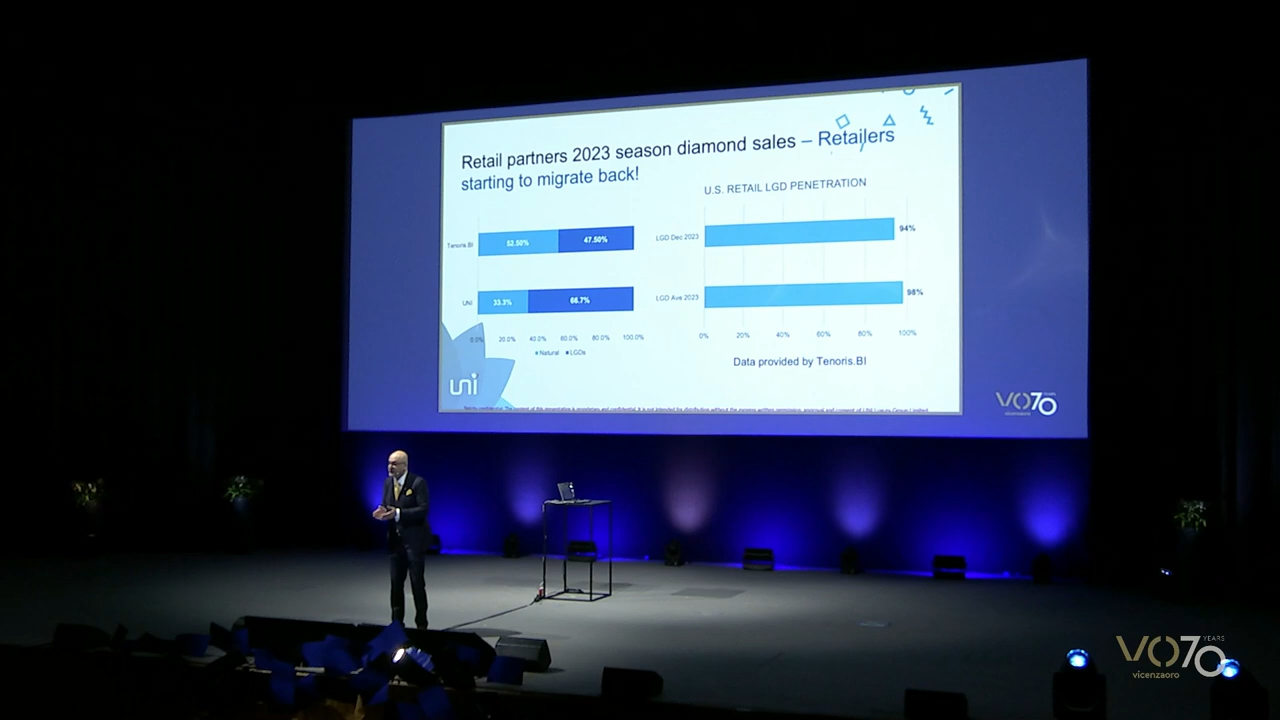 Retail partners 2023 season diamond sales – Retailers
starting to migrate back!
U.S. RETAIL LGD PENETRATION
Tenoris BI
52.50%
47.50%
UNI
33.3%
66.7%
0.0%
20.0%
40.0%
60.0%
80.0%
100.0%
Natural
LGDs
LGD Dec 2023
94%
LGD Ave 2023
98%
0%
20%
40%
60%
80%
100%
Data provided by Tenoris.BI
uni
VO70
vicenzaoro
VO70 YEARS
vicenzaoro